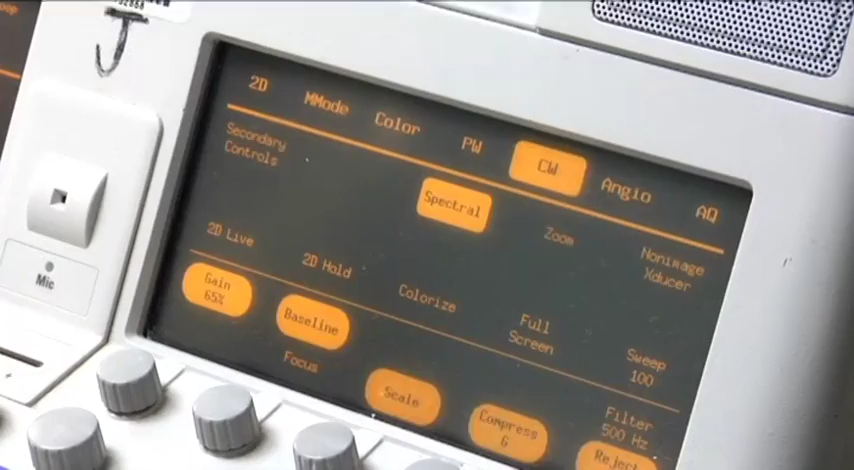 2D
MMode
Color
PW
CW
Angio
AQ
Secondary
Controls
Spectral
Zoom
Nonimage
Xducer
2D Live
2D Hold
Colorize
Full
Screen
Sweep
100
Gain
65%
Baseline
Focus
Scale
Compress
6
Filter
500 Hz
Reject
Mic